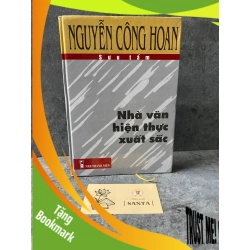 NGUYỄN CÔNG HOAN
Sưu tầm
Nhà văn
hiện thực
xuất sắc
SANTA
Tặng
Bookmark
TRUST ME!